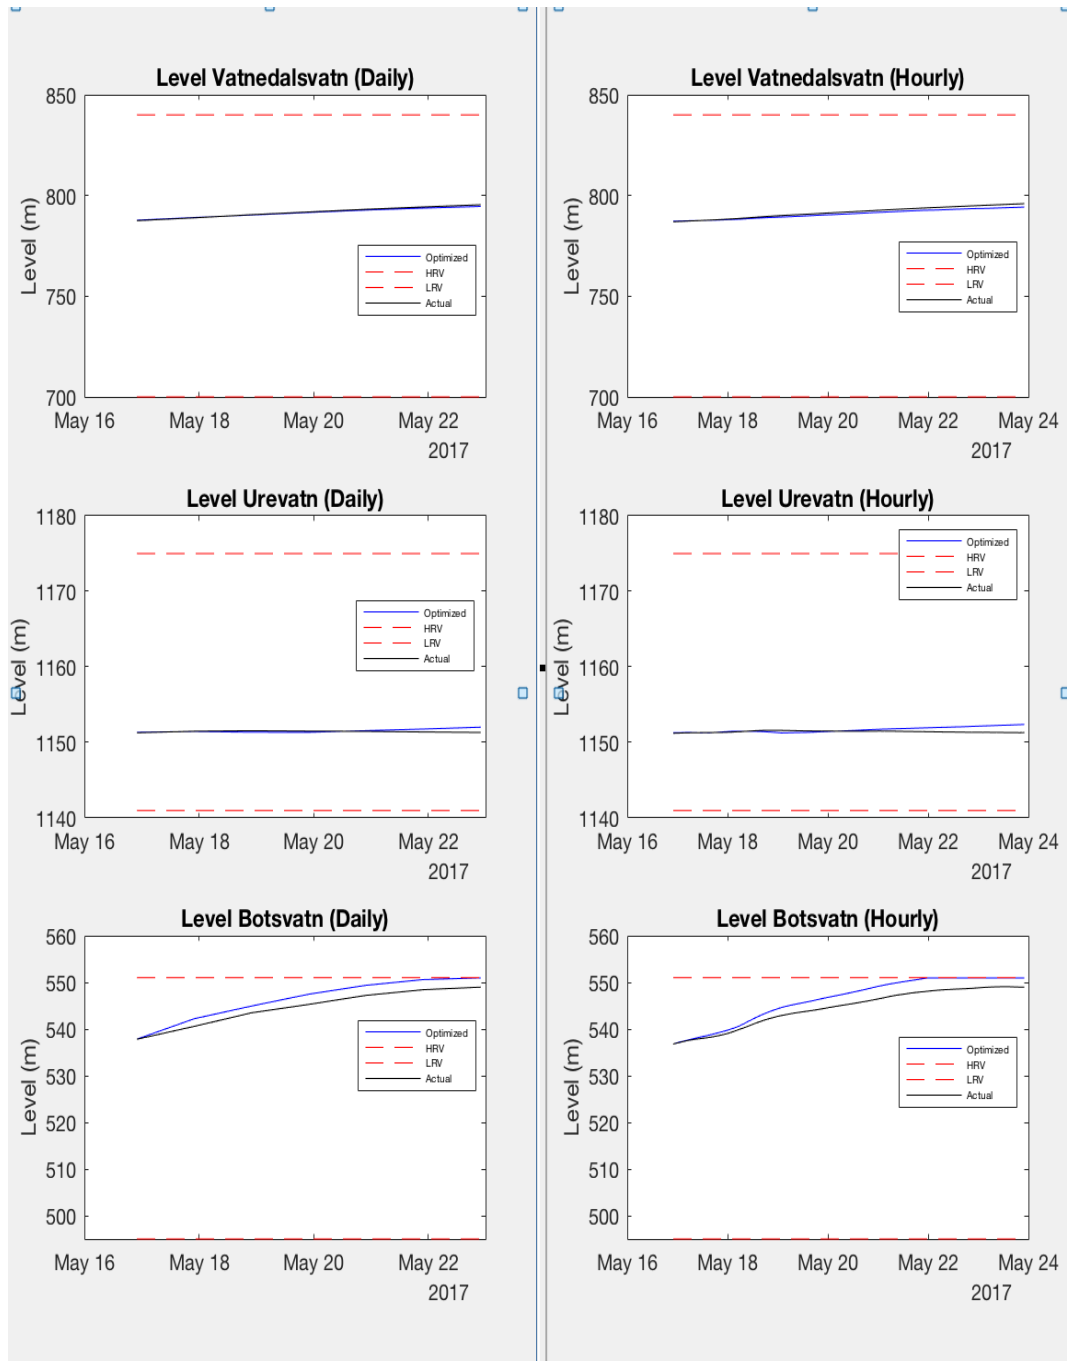 Level Vatnedalsvatn (Daily)
850
800
750
700
Level (m)
Optimized
HRV
LRV
Actual
May 16 May 18 May 20 May 22
2017
Level Vatnedalsvatn (Hourly)
850
800
750
700
Level (m)
Optimized
HRV
LRV
Actual
May 16 May 18 May 20 May 22 May 24
2017
Level Urevatn (Daily)
1180
1170
1160
1150
1140
Level (m)
Optimized
HRV
LRV
Actual
May 16 May 18 May 20 May 22
2017
Level Urevatn (Hourly)
1180
1170
1160
1150
1140
Level (m)
Optimized
HRV
LRV
Actual
May 16 May 18 May 20 May 22 May 24
2017
Level Botsvatn (Daily)
560
550
540
530
520
510
500
Level (m)
Optimized
HRV
LRV
Actual
May 16 May 18 May 20 May 22
2017
Level Botsvatn (Hourly)
560
550
540
530
520
510
500
Level (m)
Optimized
HRV
LRV
Actual
May 16 May 18 May 20 May 22 May 24
2017